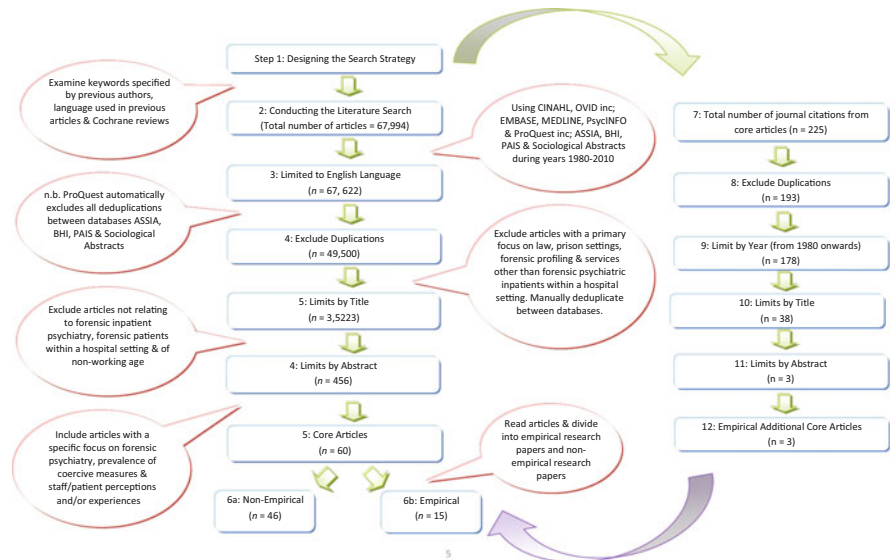 Step 1: Designing the Search Strategy
Examine keywords specified
by previous authors,
language used in previous
articles & Cochrane reviews
2: Conducting the Literature Search
(Total number of articles = 67,994)
Using CINAHL, OVID inc;
EMBASE, MEDLINE, PsycINFO
& ProQuest inc; ASSIA, BHI,
PAIS & Sociological Abstracts
during years 1980-2010
3: Limited to English Language
(n = 67, 622)
n.b. ProQuest automatically
excludes all deduplications
between databases ASSIA,
BHI, PAIS & Sociological
Abstracts
4: Exclude Duplications
(n = 49,500)
Exclude articles with a primary
focus on law, prison settings,
forensic profiling & services
other than forensic psychiatric
inpatients within a hospital
setting. Manually deduplicate
between databases.
5: Limits by Title
(n = 3,5223)
Exclude articles not relating
to forensic inpatient
psychiatry, forensic patients
within a hospital setting & of
non-working age
4: Limits by Abstract
(n = 456)
Include articles with a
specific focus on forensic
psychiatry, prevalence of
coercive measures &
staff/patient perceptions
and/or experiences
5: Core Articles
(n = 60)
Read articles & divide
into empirical research
papers and non-
empirical research
papers
6a: Non-Empirical
(n = 46)
6b: Empirical
(n = 15)
7: Total number of journal citations from
core articles (n = 225)
8: Exclude Duplications
(n = 193)
9: Limit by Year (from 1980 onwards)
(n = 178)
10: Limits by Title
(n = 38)
11: Limits by Abstract
(n = 3)
12: Empirical Additional Core Articles
(n = 3)
5